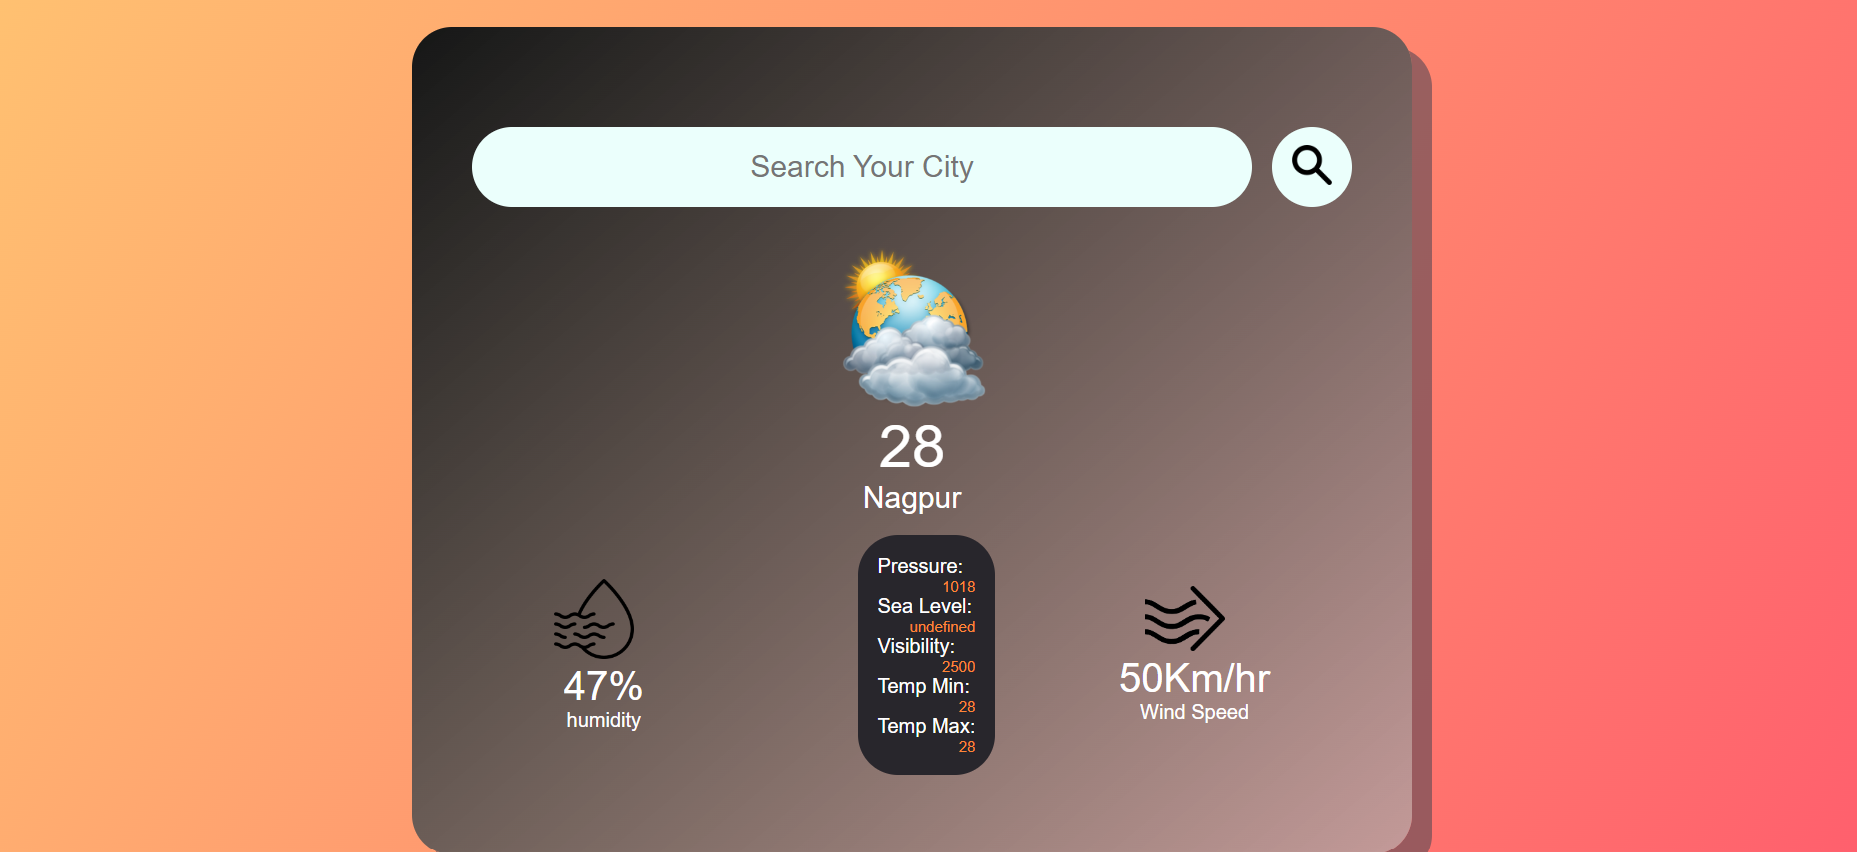 Search Your City
28
Nagpur
Pressure:
1018
Sea Level:
undefined
Visibility:
2500
Temp Min:
28
Temp Max:
28
47%
humidity
50Km/hr
Wind Speed